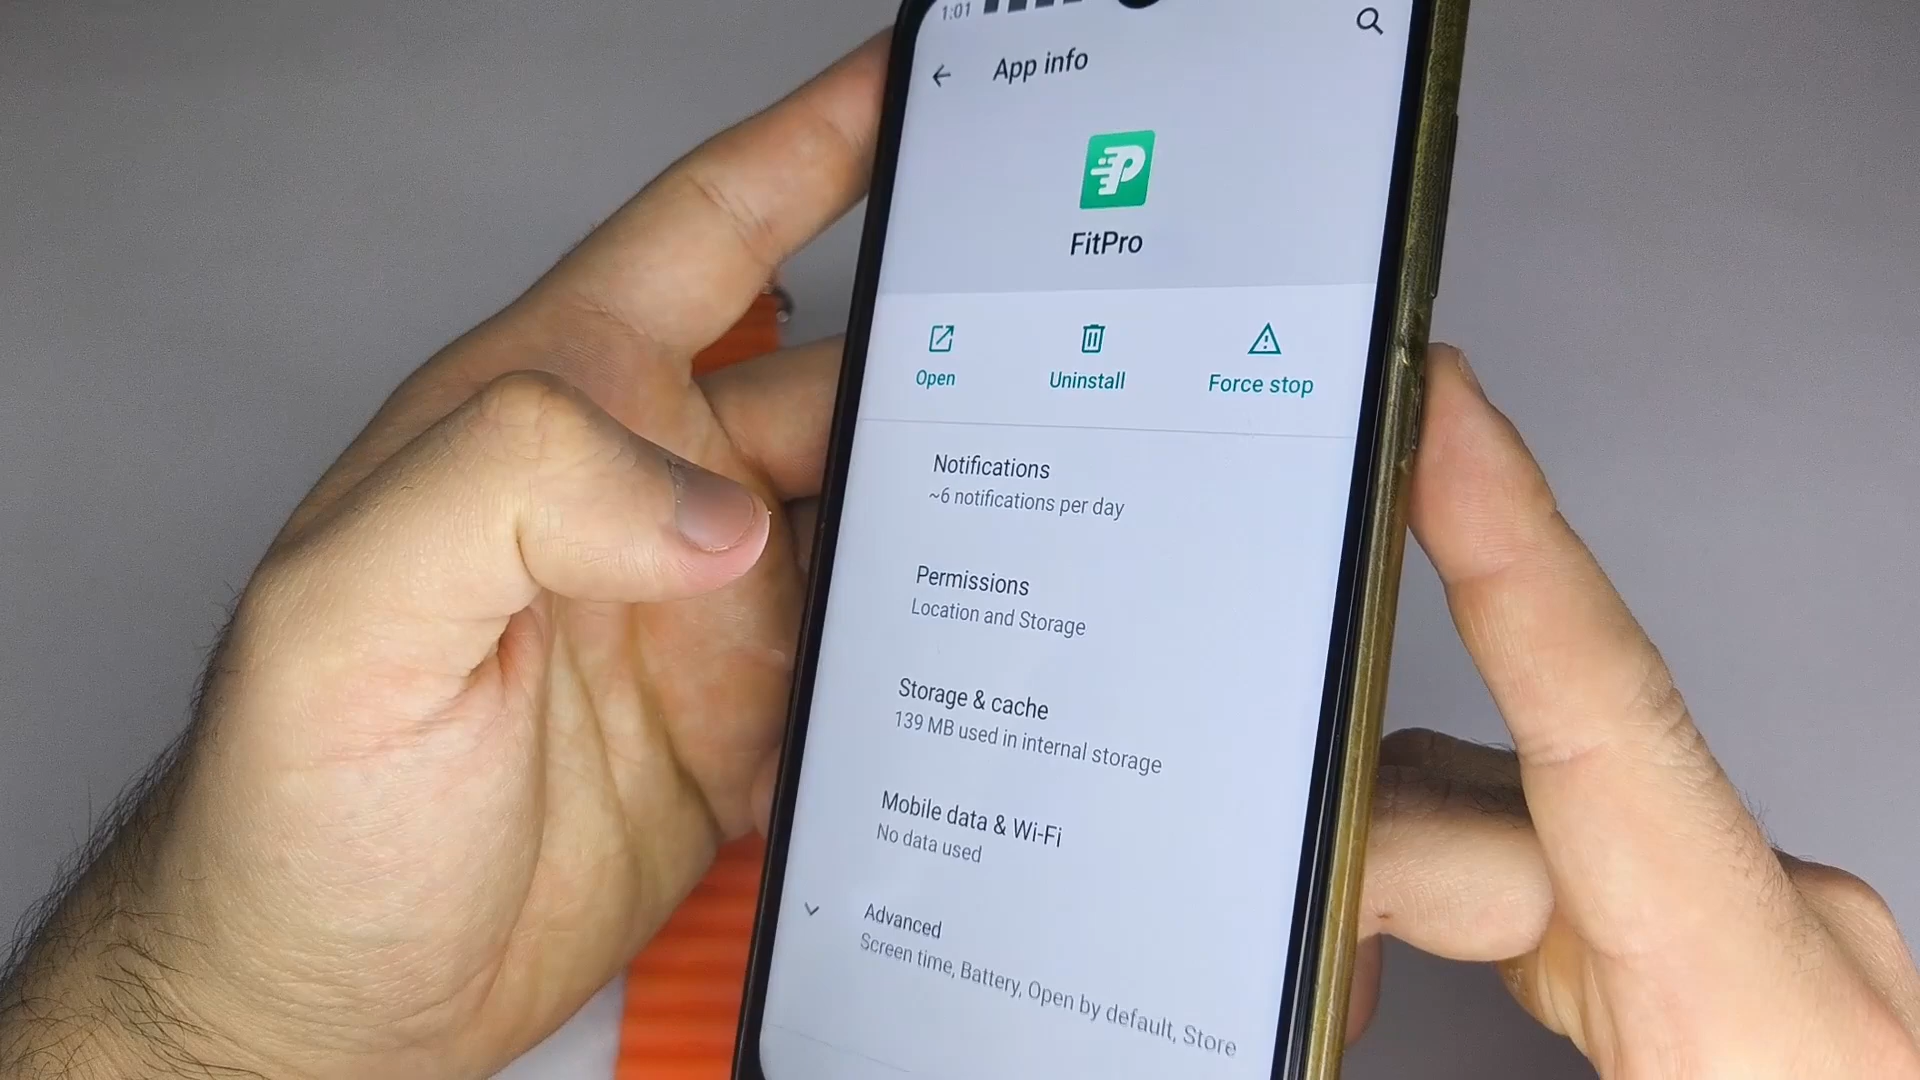 1:01
App info
FitPro
Open
Uninstall
Force stop
Notifications
~6 notifications per day
Permissions
Location and Storage
Storage & cache
139 MB used in internal storage
Mobile data & Wi-Fi
No data used
Advanced
Screen time, Battery, Open by default, Store